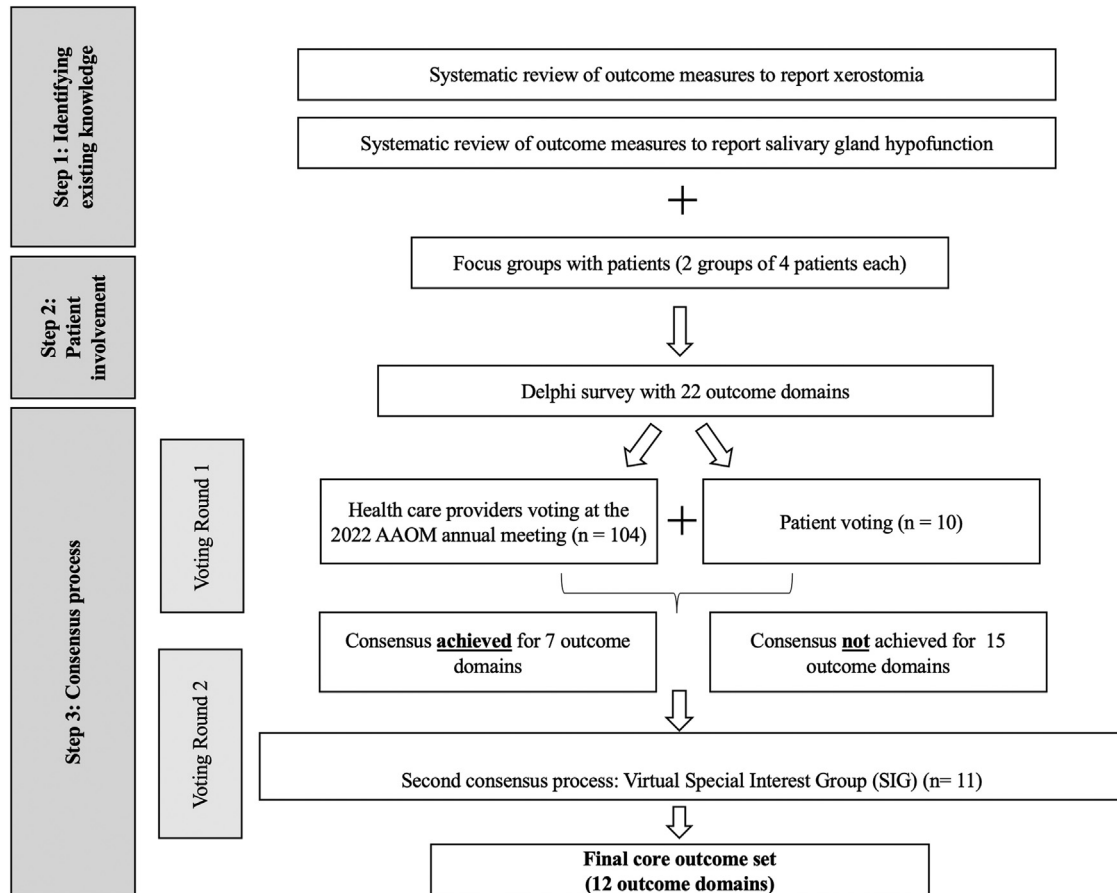 Step 1: Identifying
existing knowledge
Systematic review of outcome measures to report xerostomia
Systematic review of outcome measures to report salivary gland hypofunction
+
Step 2:
Patient
involvement
Focus groups with patients (2 groups of 4 patients each)
Delphi survey with 22 outcome domains
Step 3: Consensus process
Voting Round 1
Health care providers voting at the
2022 AAOM annual meeting (n = 104)
+
Patient voting (n = 10)
Consensus achieved for 7 outcome
domains
Consensus not achieved for 15
outcome domains
Voting Round 2
Second consensus process: Virtual Special Interest Group (SIG) (n= 11)
Final core outcome set
(12 outcome domains)